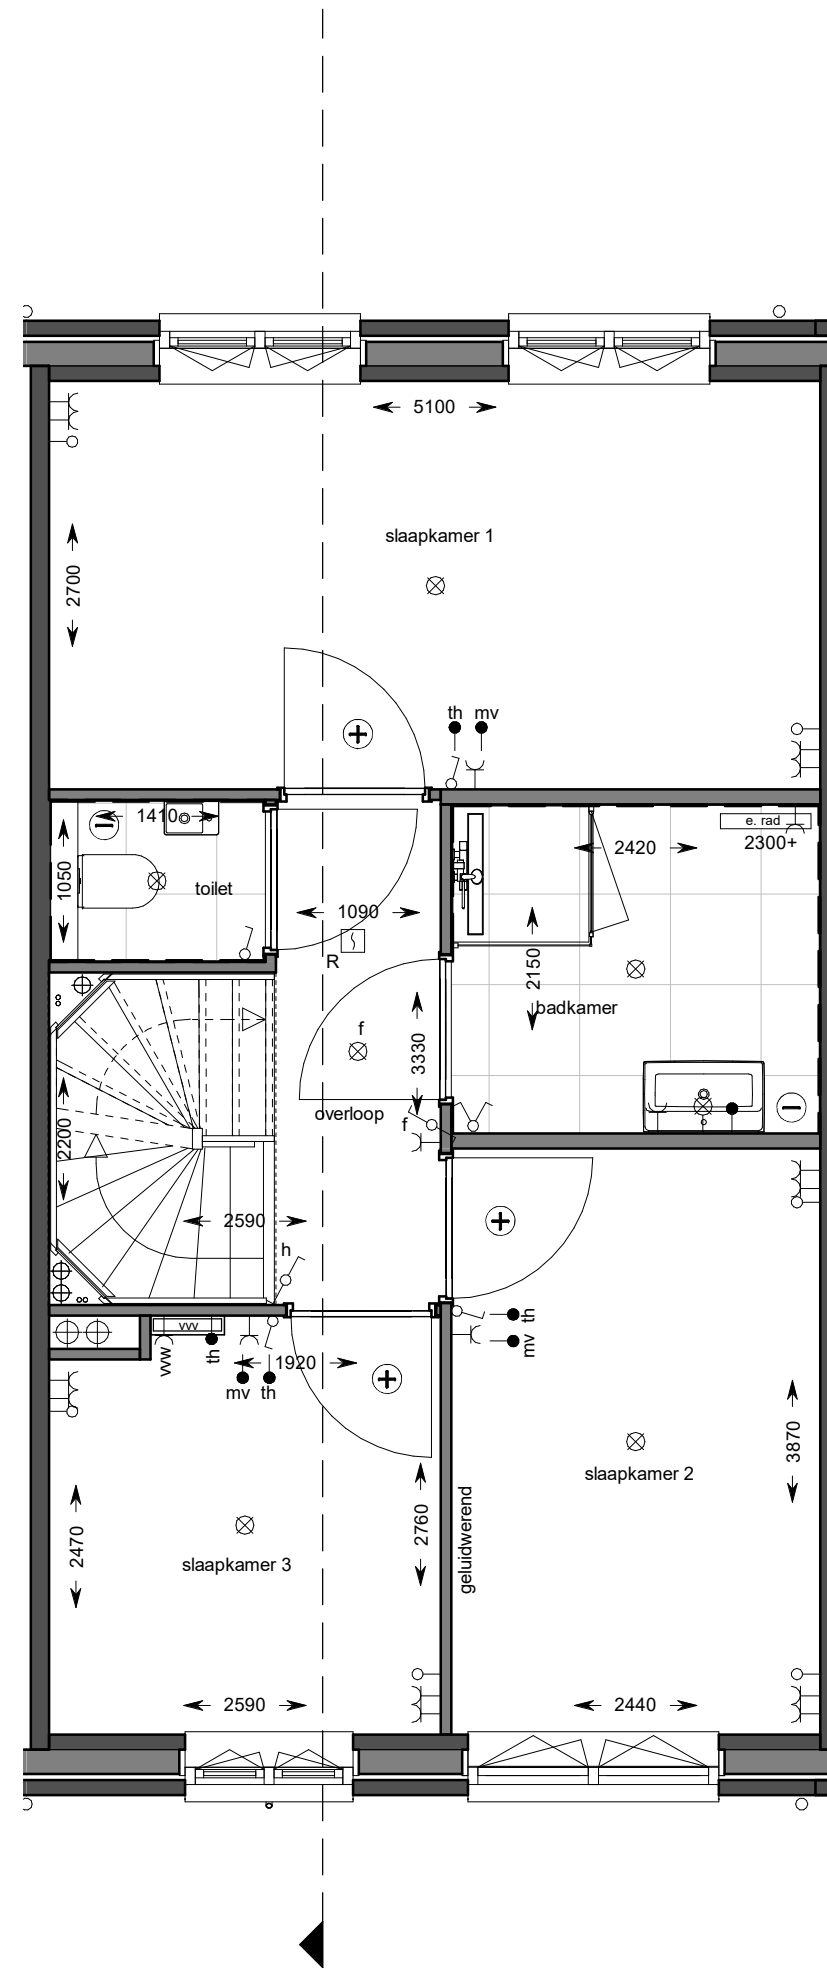 5100
slaapkamer 1
2700
th mv
1410
2420
e. rad
2300+
1050
toilet
1090
R
2150
badkamer
f
3330
overloop
f
2200
2590
h
vvv
vvw
th
1920
mv th
th
mv
3870
slaapkamer 2
geluidwerend
2470
2760
slaapkamer 3
2590
2440